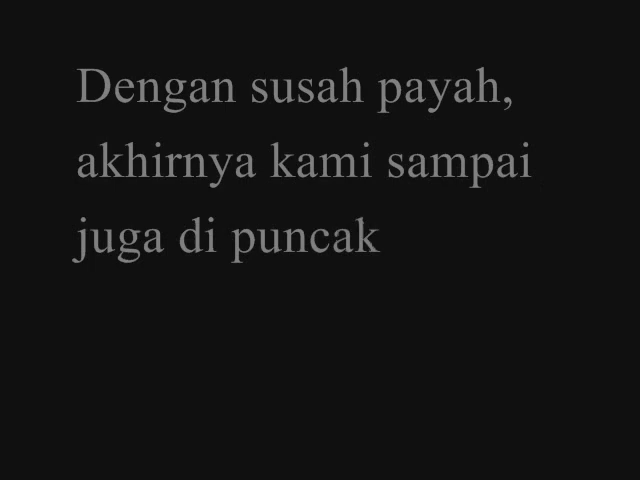 Dengan susah payah,
akhirnya kami sampai
juga di puncak